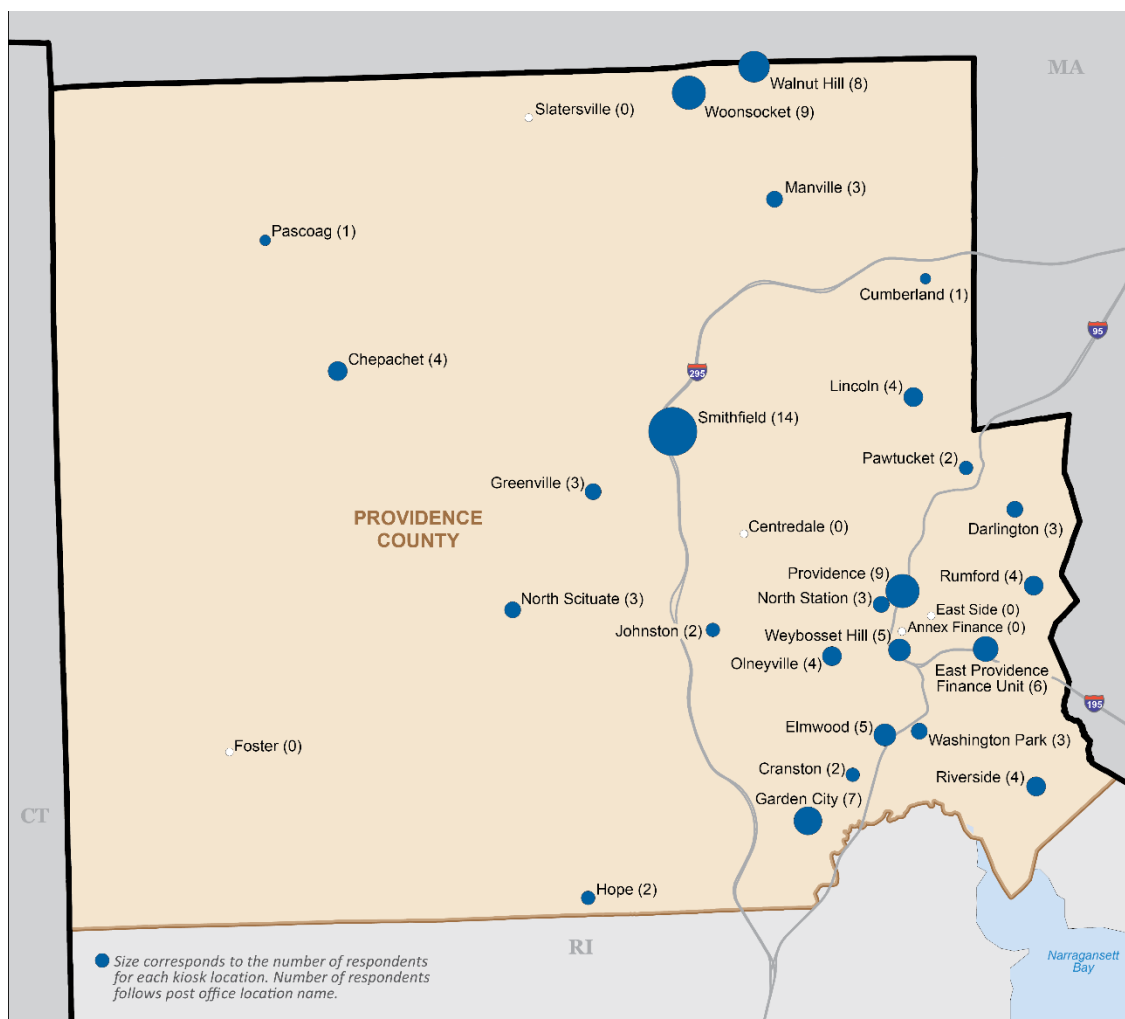 MA
Walnut Hill (8)
Slatersville (0)
Woonsocket (9)
Manville (3)
Pascoag (1)
Cumberland (1)
95
Chepachet (4)
295
Lincoln (4)
Smithfield (14)
Pawtucket (2)
Greenville (3)
PROVIDENCE
COUNTY
Centredale (0)
Darlington (3)
Providence (9)
Rumford (4)
North Scituate (3)
North Station (3)
East Side (0)
Johnston (2)
Annex Finance (0)
Weybosset Hill (5)
Olneyville (4)
East Providence
Finance Unit (6)
195
Foster (0)
Elmwood (5)
Washington Park (3)
Cranston (2)
Riverside (4)
Garden City (7)
CT
Hope (2)
RI
Size corresponds to the number of respondents
for each kiosk location. Number of respondents
follows post office location name.
Narragansett
Bay